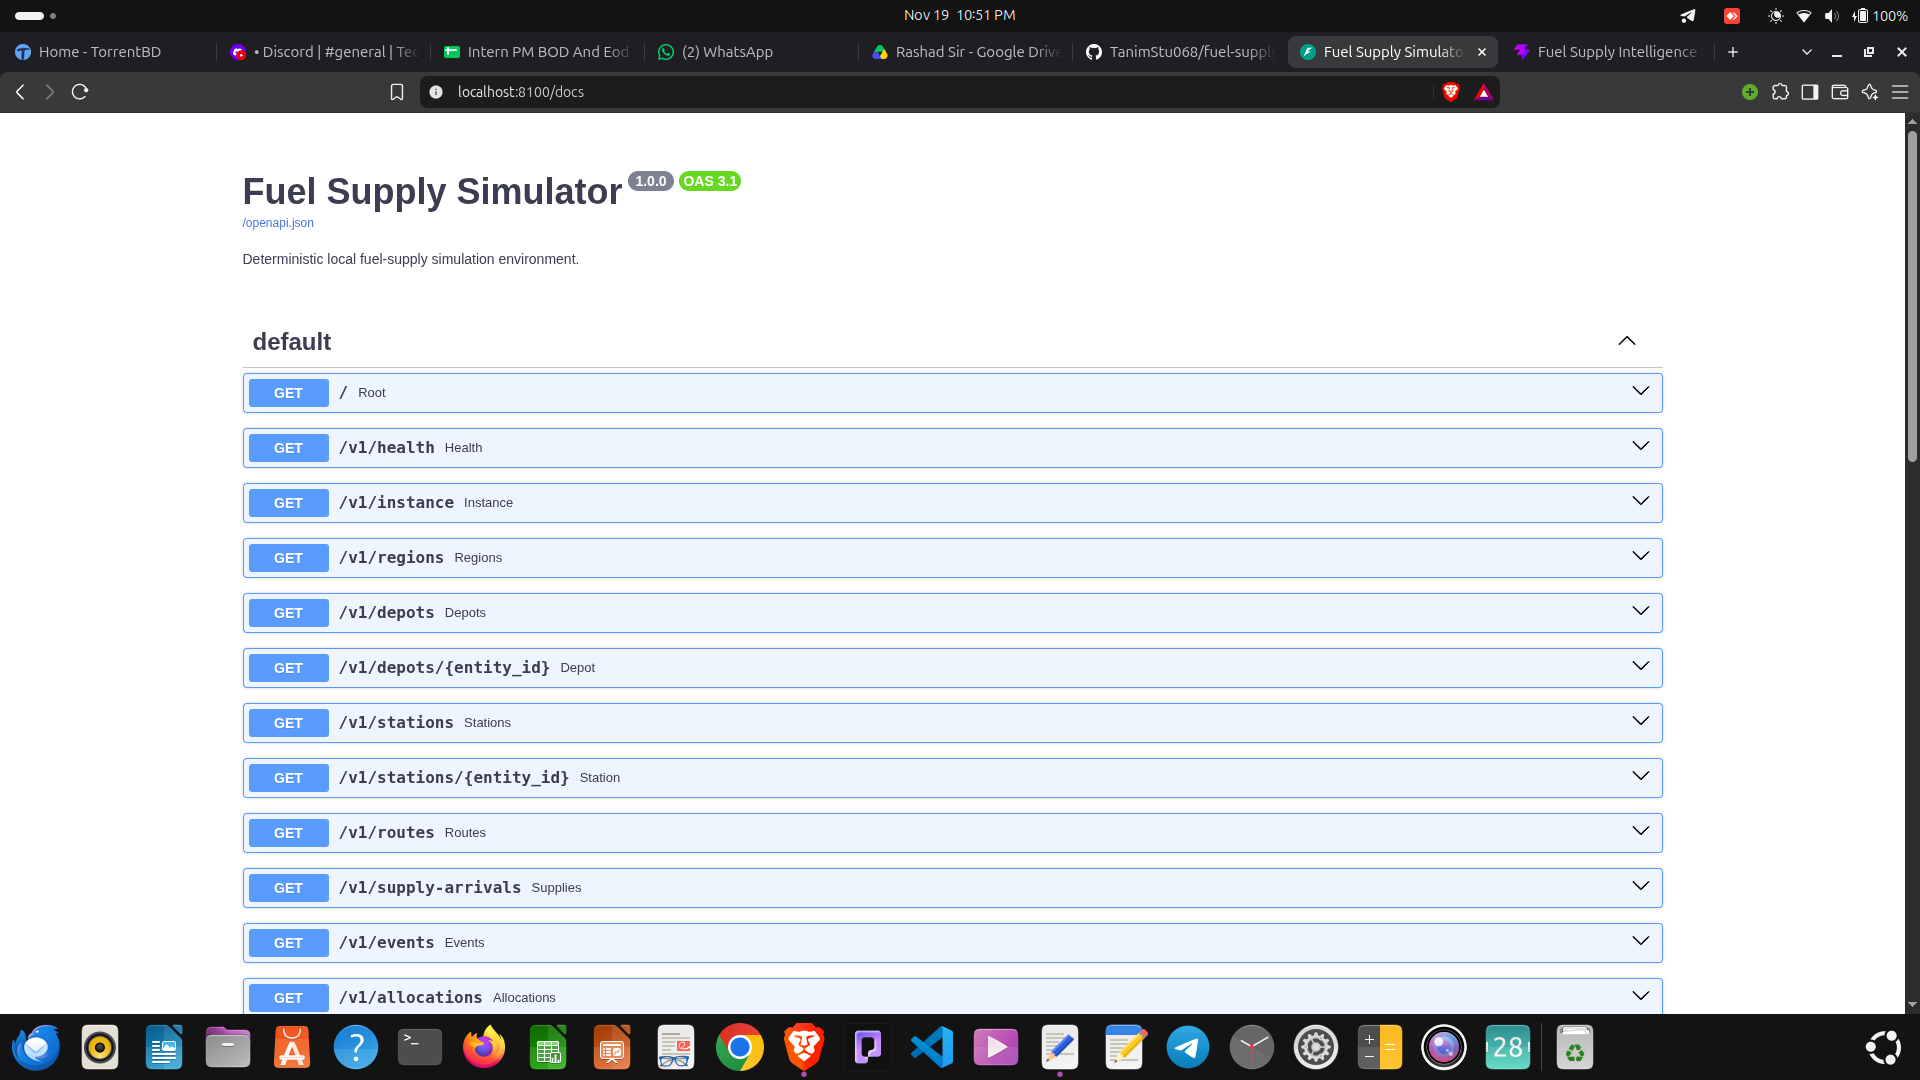 Nov 19 10:51 PM
100%
Home - TorrentBD
• Discord | #general | Tec
Intern PM BOD And Eod
(2) WhatsApp
Rashad Sir - Google Drive
TanimStu068/fuel-supply
Fuel Supply Simulato
Fuel Supply Intelligence
localhost:8100/docs
Fuel Supply Simulator 1.0.0 OAS 3.1
/openapi.json
Deterministic local fuel-supply simulation environment.
default
GET / Root
GET /v1/health Health
GET /v1/instance Instance
GET /v1/regions Regions
GET /v1/depots Depots
GET /v1/depots/{entity_id} Depot
GET /v1/stations Stations
GET /v1/stations/{entity_id} Station
GET /v1/routes Routes
GET /v1/supply-arrivals Supplies
GET /v1/events Events
GET /v1/allocations Allocations
28